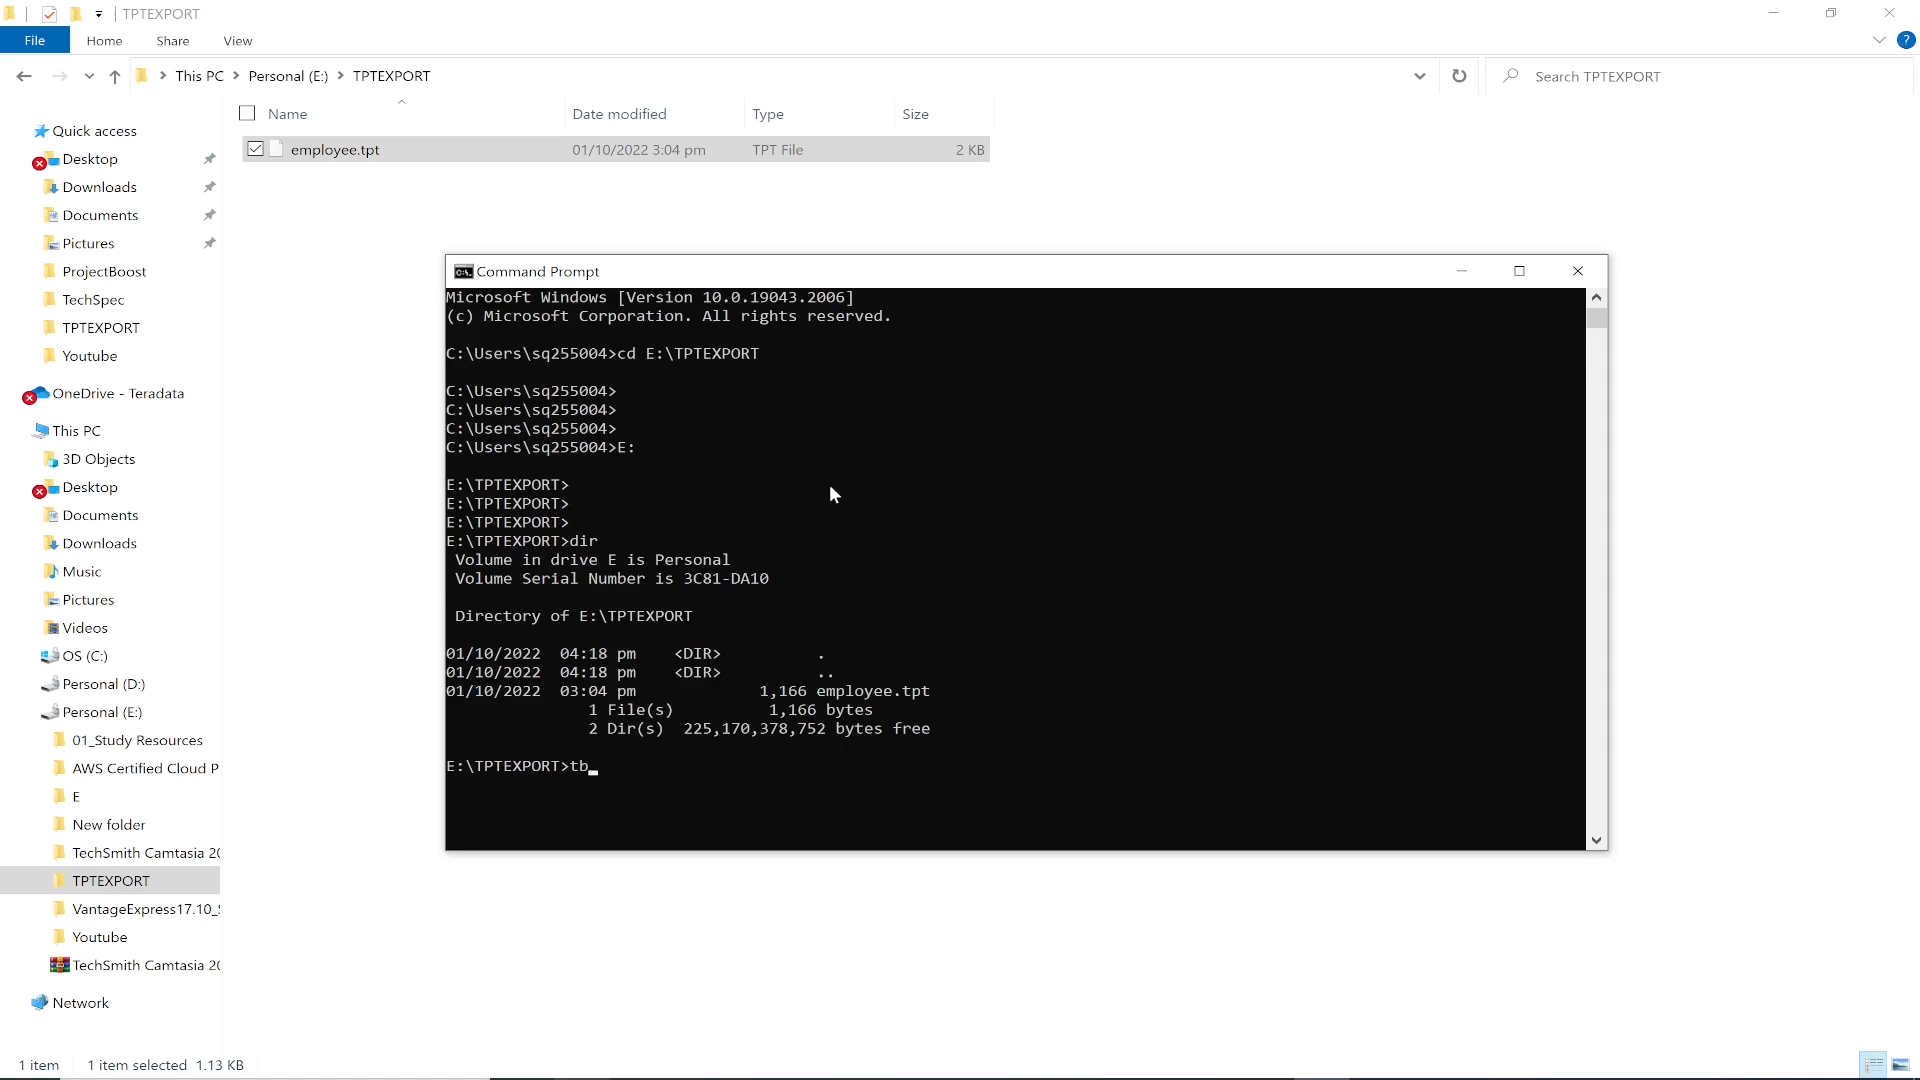 TPTEXPORT
File Home Share View
This PC Personal (E:) TPTEXPORT
Search TPTEXPORT
Name Date modified Type Size
employee.tpt 01/10/2022 3:04 pm TPT File 2 KB
Quick access
Desktop
Downloads
Documents
Pictures
ProjectBoost
TechSpec
TPTEXPORT
Youtube
OneDrive - Teradata
This PC
3D Objects
Desktop
Documents
Downloads
Music
Pictures
Videos
OS (C:)
Personal (D:)
Personal (E:)
01_Study Resources
AWS Certified Cloud P
E
New folder
TechSmith Camtasia 20
TPTEXPORT
VantageExpress17.10_S
Youtube
TechSmith Camtasia 20
Network
Command Prompt
Microsoft Windows [Version 10.0.19043.2006]
(c) Microsoft Corporation. All rights reserved.
C:\Users\sq255004>cd E:\TPTEXPORT
C:\Users\sq255004>
C:\Users\sq255004>
C:\Users\sq255004>
C:\Users\sq255004>E:
E:\TPTEXPORT>
E:\TPTEXPORT>
E:\TPTEXPORT>
E:\TPTEXPORT>dir
Volume in drive E is Personal
Volume Serial Number is 3C81-DA10
Directory of E:\TPTEXPORT
01/10/2022 04:18 pm <DIR> .
01/10/2022 04:18 pm <DIR> ..
01/10/2022 03:04 pm 1,166 employee.tpt
1 File(s) 1,166 bytes
2 Dir(s) 225,170,378,752 bytes free
E:\TPTEXPORT>tb_
1 item 1 item selected 1.13 KB